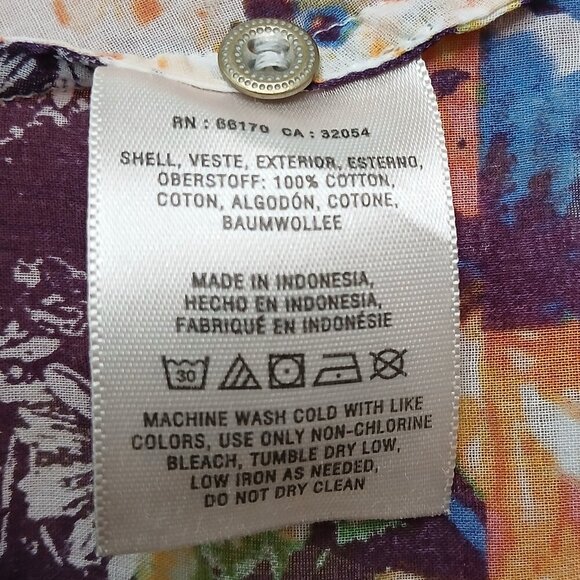 RN : 66170 CA : 32054
SHELL, VESTE, EXTERIOR, ESTERNO,
OBERSTOFF: 100% COTTON,
COTON, ALGODÓN, COTONE,
BAUMWOLLEE
MADE IN INDONESIA,
HECHO EN INDONESIA,
FABRIQUÉ EN INDONÉSIE
30
MACHINE WASH COLD WITH LIKE
COLORS, USE ONLY NON-CHLORINE
BLEACH, TUMBLE DRY LOW,
LOW IRON AS NEEDED,
DO NOT DRY CLEAN